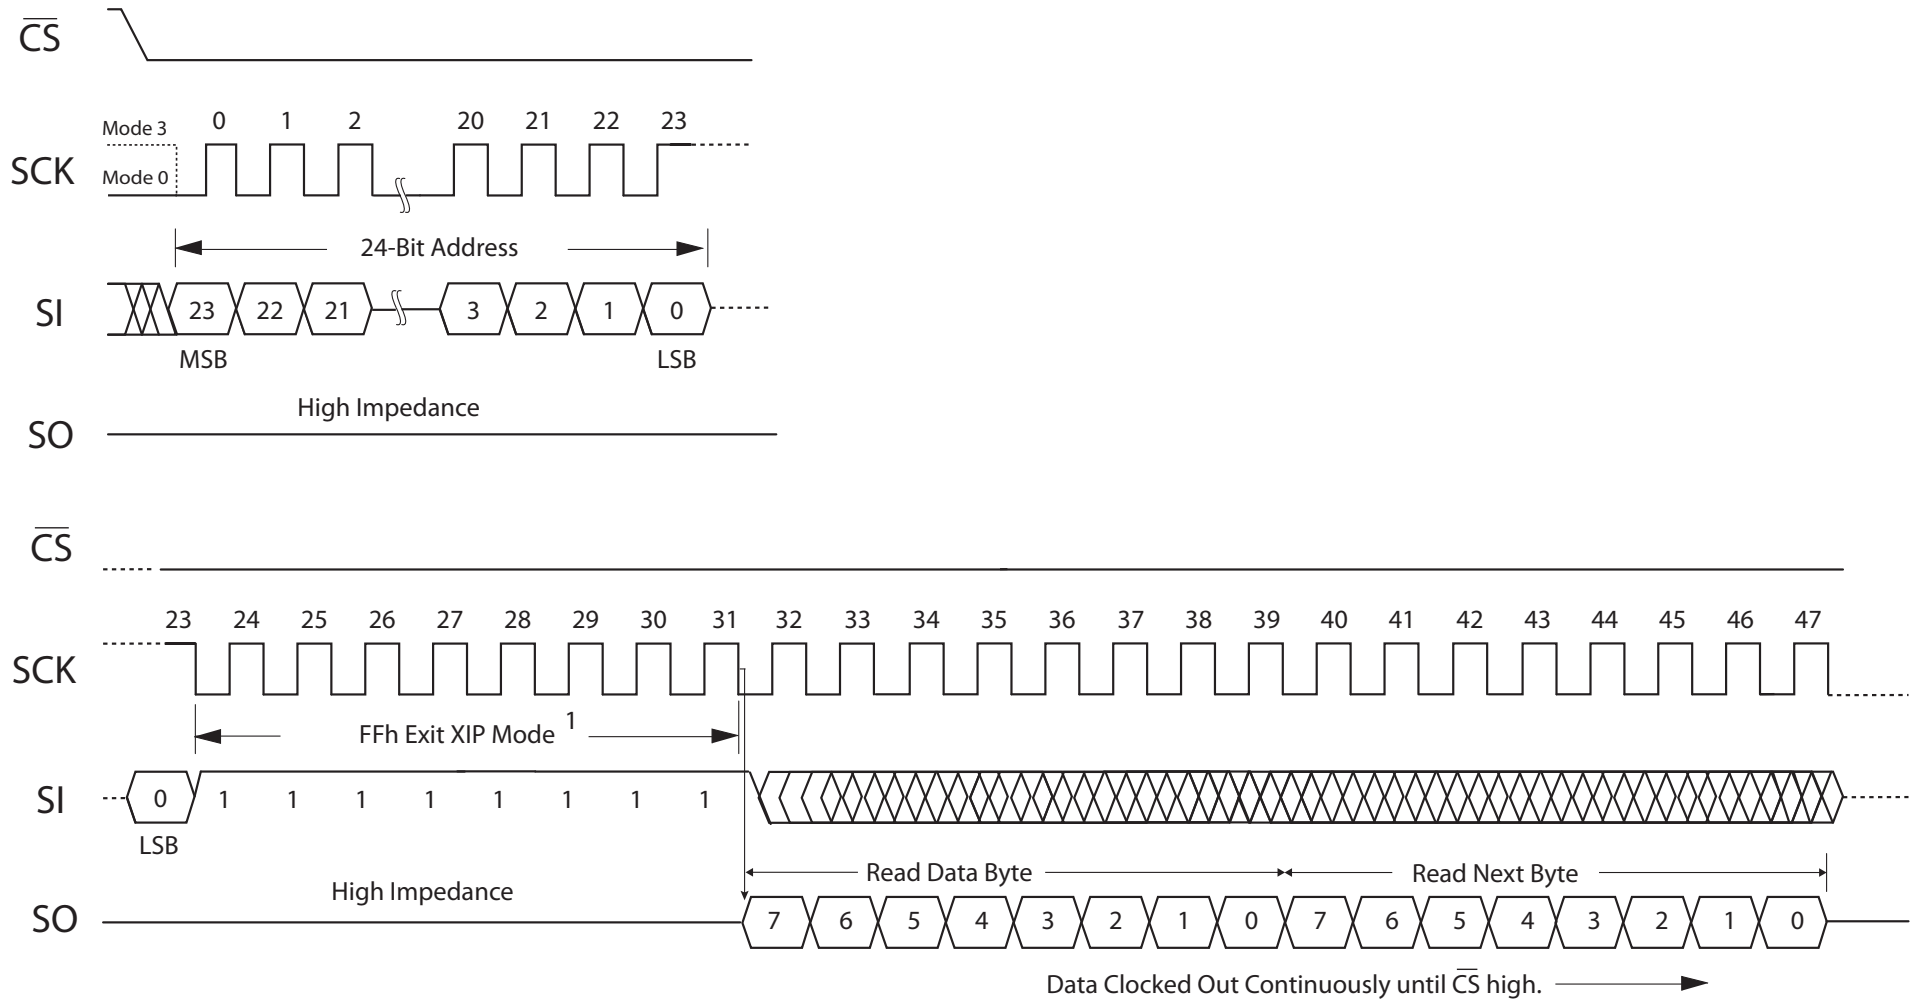 CS
Mode 3 0 1 2 20 21 22 23
SCK
Mode 0
24-Bit Address
SI 23 22 21 3 2 1 0
MSB LSB
High Impedance
SO
CS
23 24 25 26 27 28 29 30 31 32 33 34 35 36 37 38 39 40 41 42 43 44 45 46 47
SCK
FFh Exit XIP Mode 1
SI 0 1 1 1 1 1 1 1 1
LSB
Read Data Byte Read Next Byte
High Impedance
SO 7 6 5 4 3 2 1 0 7 6 5 4 3 2 1 0
Data Clocked Out Continuously until CS high.